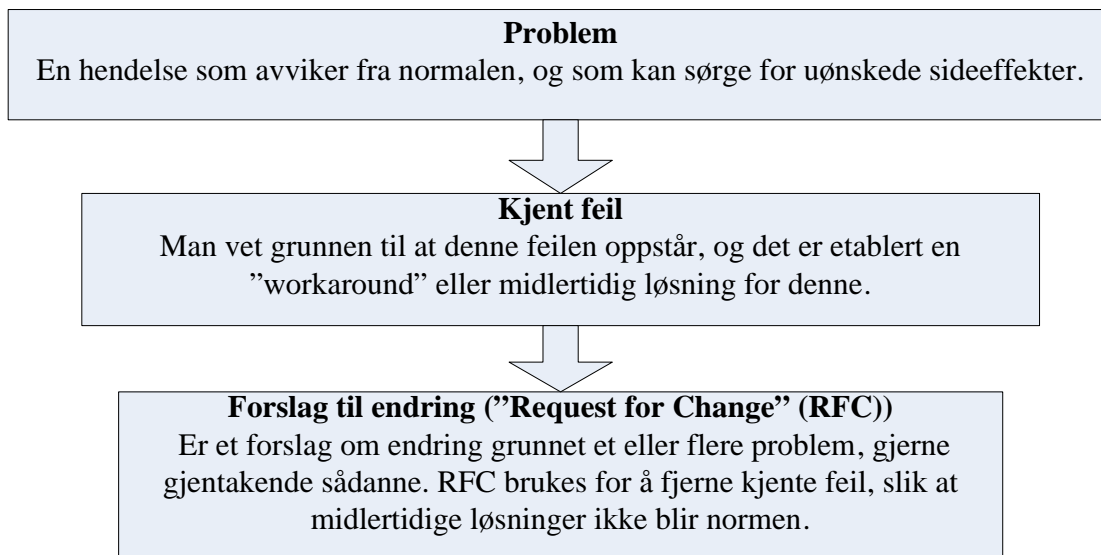 Problem
En hendelse som avviker fra normalen, og som kan sørge for uønskede sideeffekter.
Kjent feil
Man vet grunnen til at denne feilen oppstår, og det er etablert en
”workaround” eller midlertidig løsning for denne.
Forslag til endring (”Request for Change” (RFC))
Er et forslag om endring grunnet et eller flere problem, gjerne
gjentakende sådanne. RFC brukes for å fjerne kjente feil, slik at
midlertidige løsninger ikke blir normen.